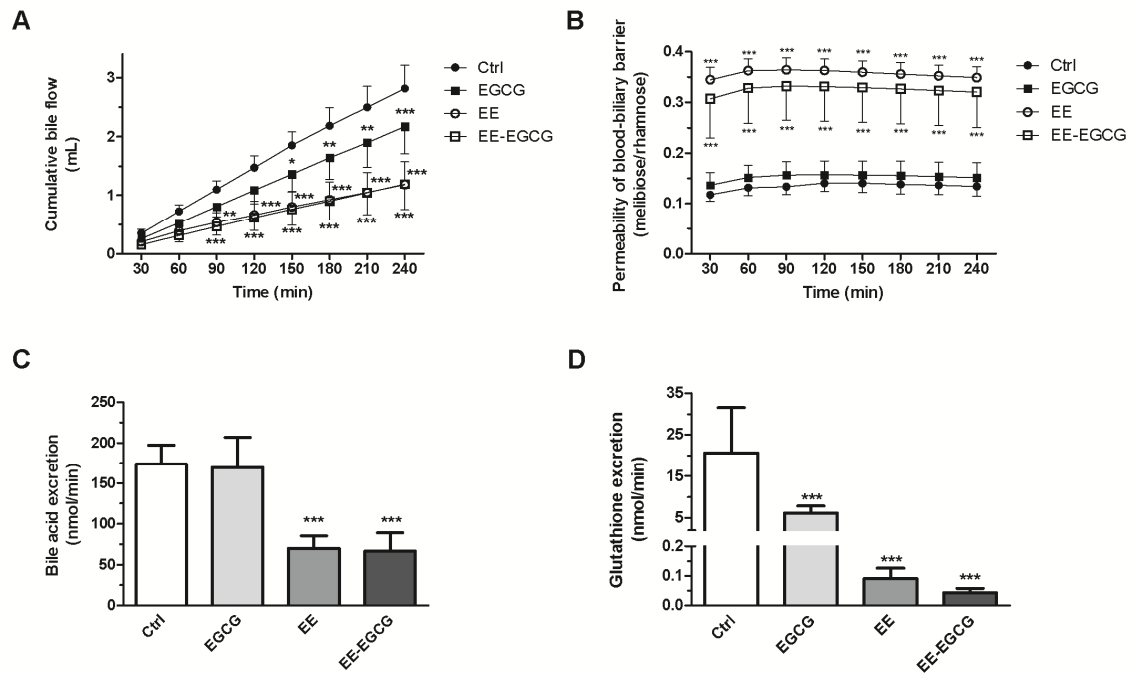 A
Cumulative bile flow
(mL)
3
2
1
0
30 60 90 120 150 180 210 240
Time (min)
Ctrl
EGCG
EE
EE-EGCG
* ** ** ***
** *** *** *** *** ***
*** *** *** *** *** ***
B
Permeability of blood-biliary barrier
(melibiose/rhamnose)
0.4
0.3
0.2
0.1
0.0
30 60 90 120 150 180 210 240
Time (min)
Ctrl
EGCG
EE
EE-EGCG
*** *** *** *** *** *** *** ***
*** *** *** *** *** *** *** ***
C
Bile acid excretion
(nmol/min)
250
200
150
100
50
0
*** ***
Ctrl EGCG EE EE-EGCG
D
Glutathione excretion
(nmol/min)
35
25
15
5
0.2
0.1
0.0
*** *** ***
Ctrl EGCG EE EE-EGCG